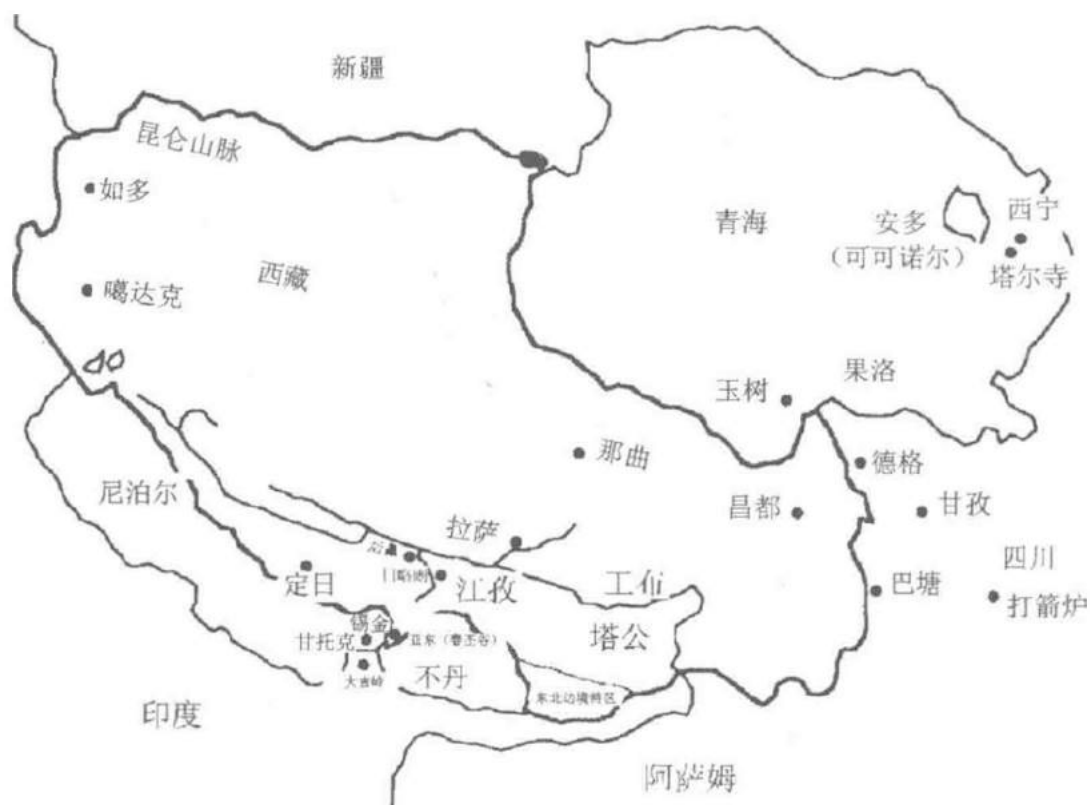 新疆
昆仑山脉
如多
西藏
噶达克
青海
安多
(可可诺尔)
西宁
塔尔寺
果洛
玉树
那曲
德格
甘孜
昌都
尼泊尔
拉萨
定日
江孜
工布
四川
巴塘
打箭炉
塔公
锡金
甘托克
亚东(春丕谷)
大吉岭
不丹
东北边境特区
印度
阿萨姆